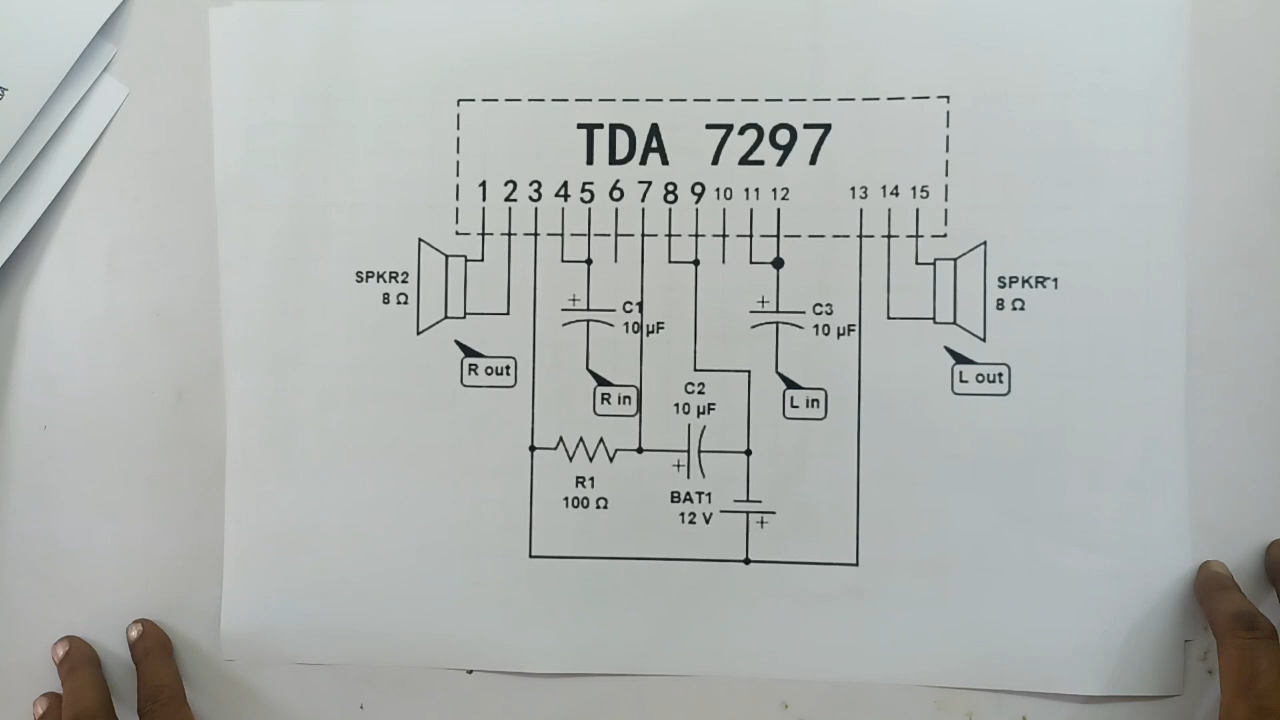 TDA 7297
1 2 3 4 5 6 7 8 9 10 11 12 13 14 15
SPKR2
8 Ω
SPKR1
8 Ω
+
C1
10 µF
+
C3
10 µF
R out
R in
L in
L out
C2
10 µF
+
R1
100 Ω
BAT1
12 V
+